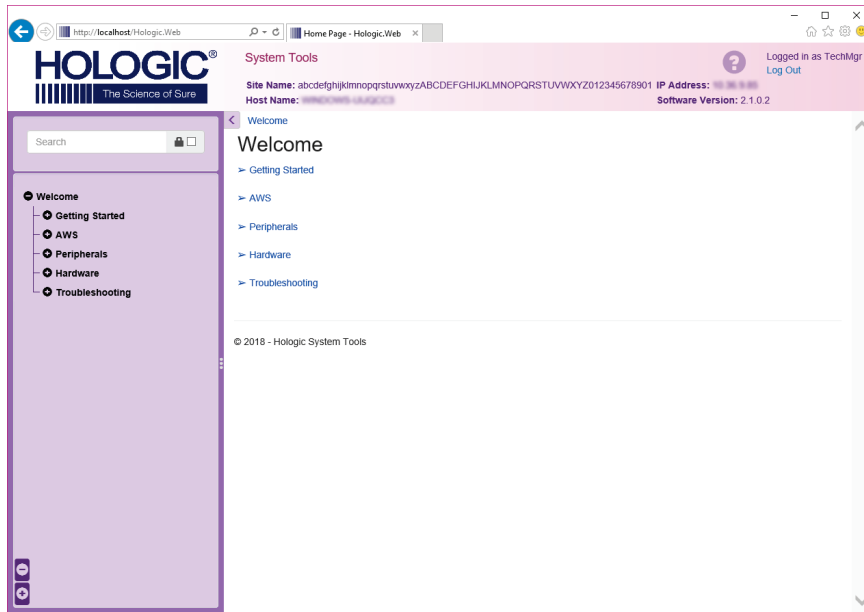 http://localhost/Hologic.Web
Home Page - Hologic.Web
HOLOGIC®
The Science of Sure
System Tools
Logged in as TechMgr
Log Out
Site Name: abcdefghijklmnopqrstuvwxyzABCDEFGHIJKLMNOPQRSTUVWXYZ012345678901 IP Address:
Host Name:
Software Version: 2.1.0.2
Search
Welcome
Getting Started
AWS
Peripherals
Hardware
Troubleshooting
Welcome
Welcome
➢ Getting Started
➢ AWS
➢ Peripherals
➢ Hardware
➢ Troubleshooting
© 2018 - Hologic System Tools